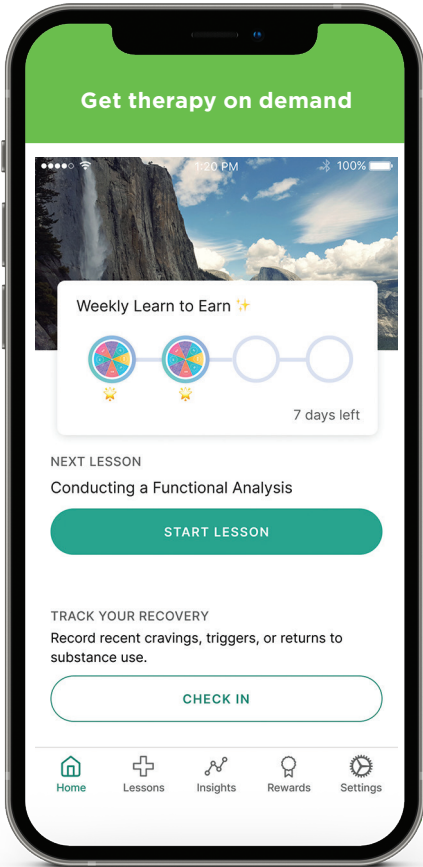 Get therapy on demand
1:20 PM
100%
Weekly Learn to Earn ✨
7 days left
NEXT LESSON
Conducting a Functional Analysis
START LESSON
TRACK YOUR RECOVERY
Record recent cravings, triggers, or returns to
substance use.
CHECK IN
Home
Lessons
Insights
Rewards
Settings